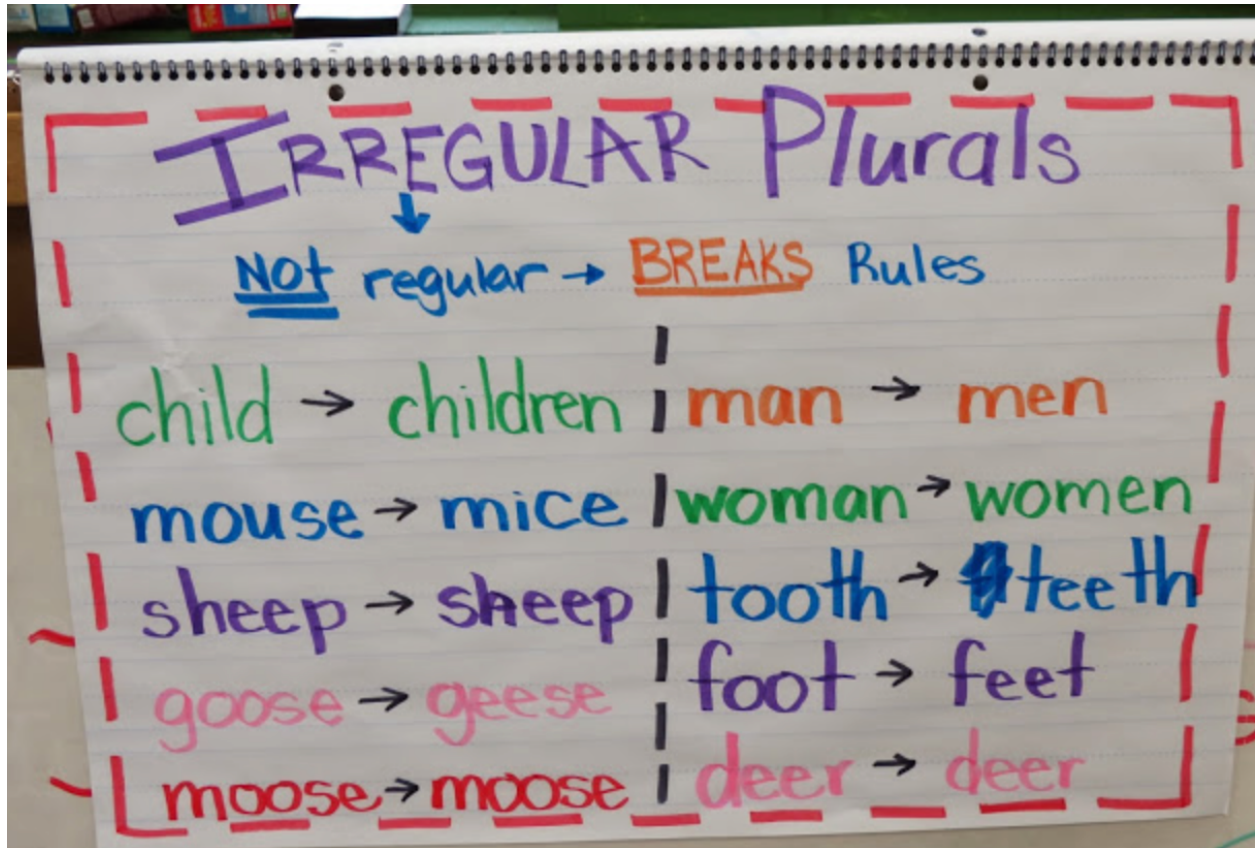 IRREGULAR Plurals
↓
NOT regular → BREAKS Rules
child → children
mouse → mice
sheep → sheep
goose → geese
moose → moose
man → men
woman → women
tooth → teeth
foot → feet
deer → deer